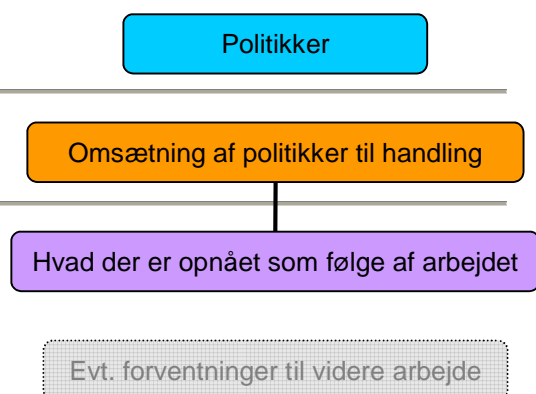 Politikker
Omsætning af politikker til handling
Hvad der er opnået som følge af arbejdet
Evt. forventninger til videre arbejde